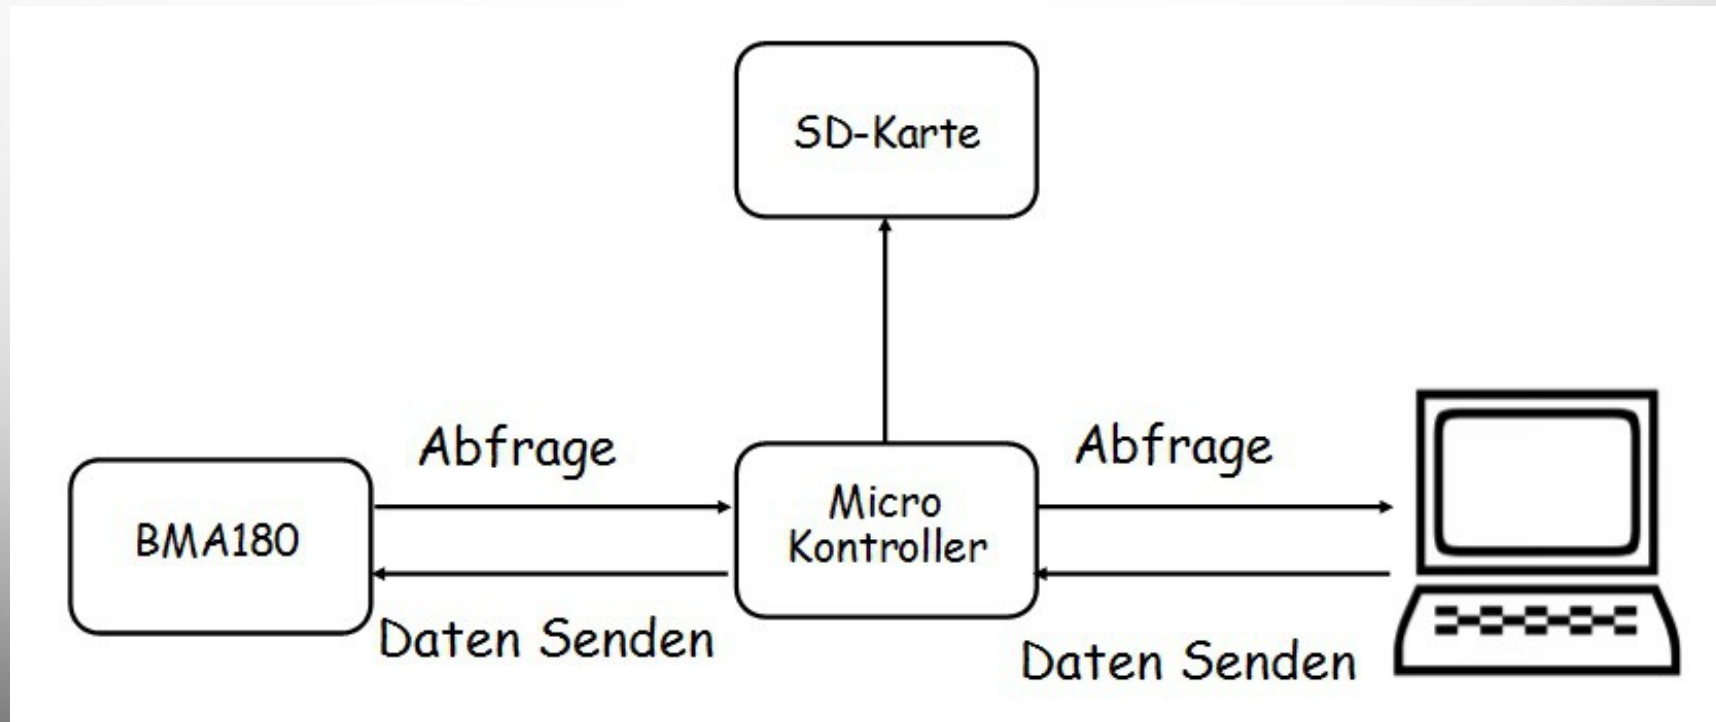 SD-Karte
Abfrage
Abfrage
BMA180
Micro
Kontroller
Daten Senden
Daten Senden